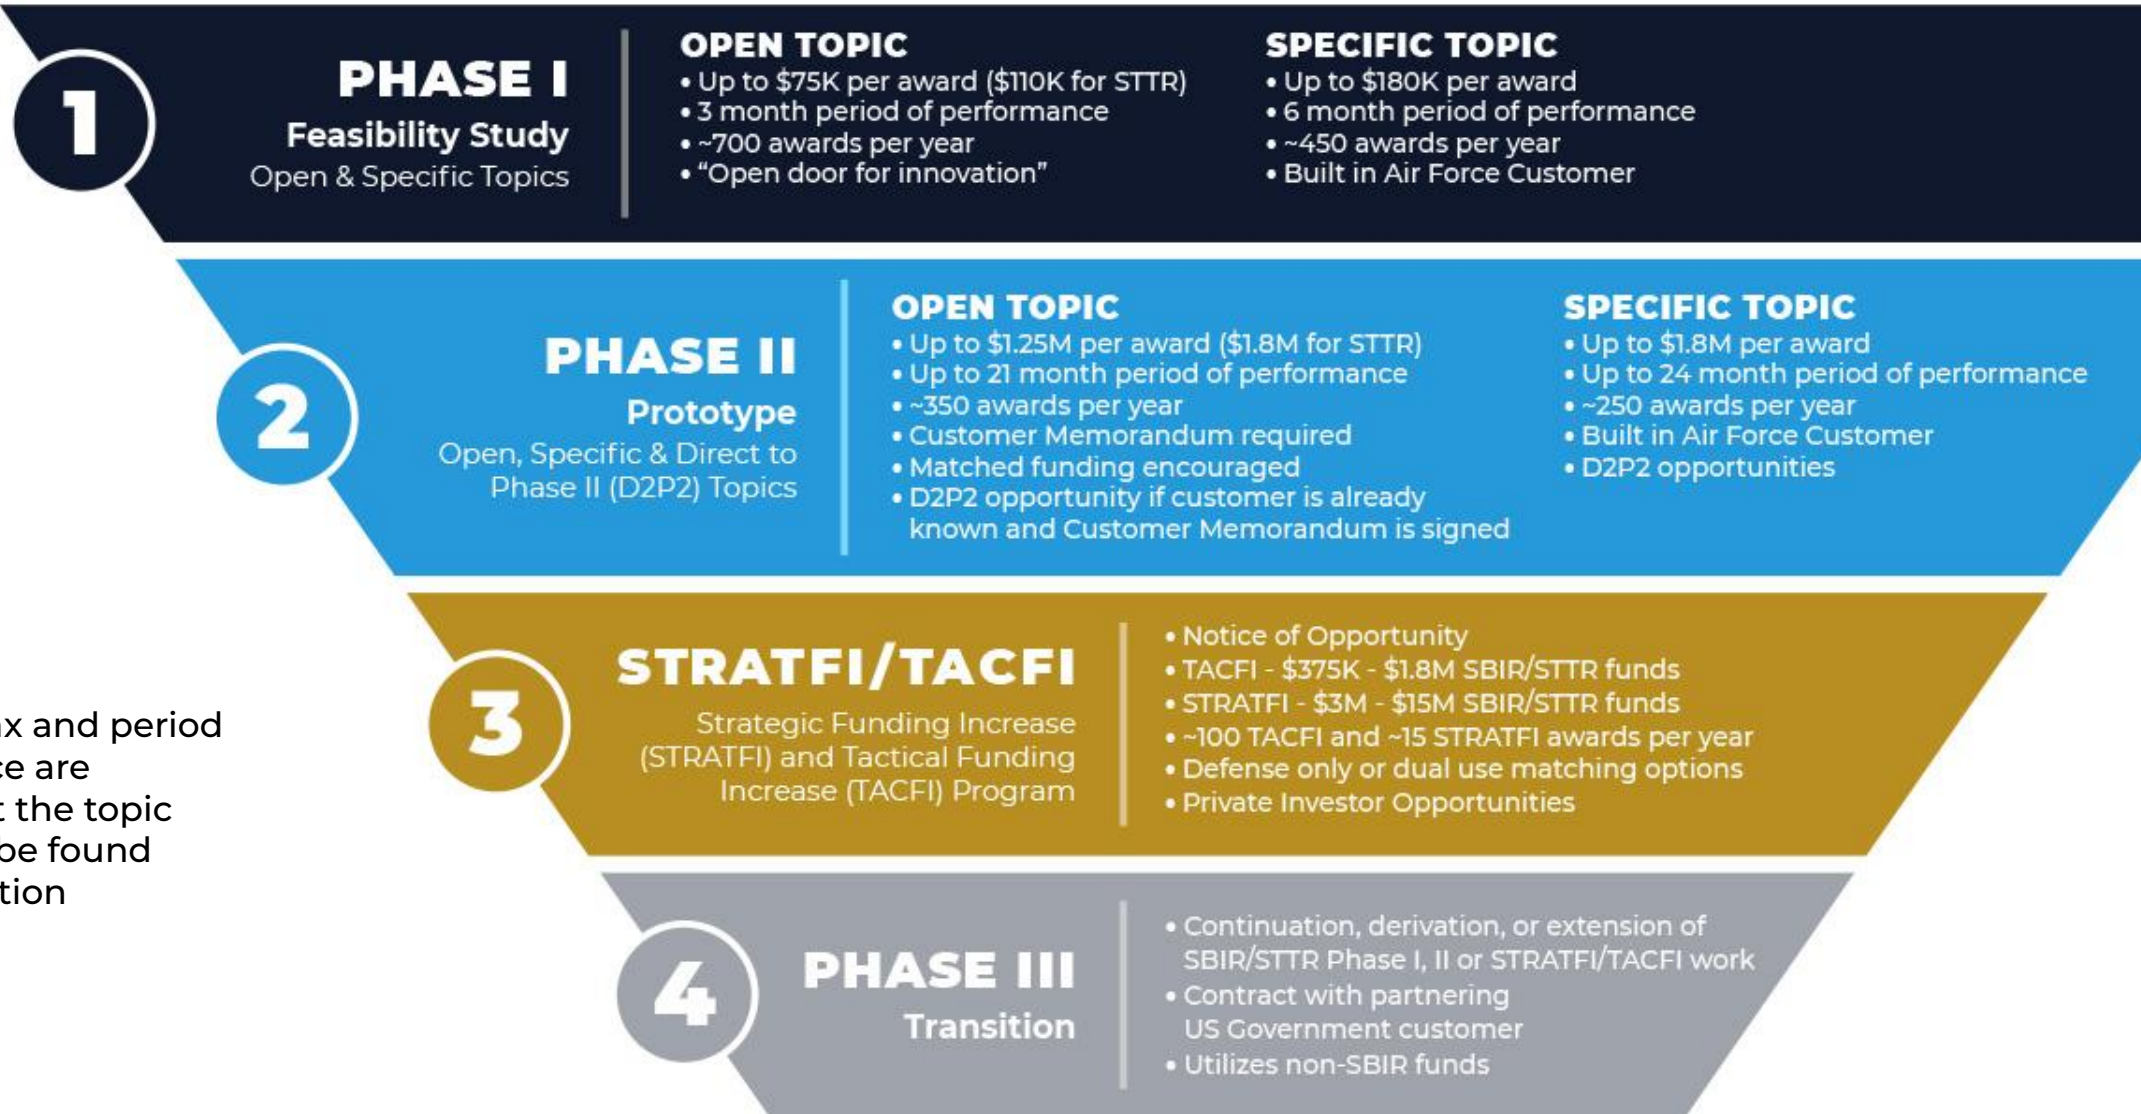 1
PHASE I
Feasibility Study
Open & Specific Topics
OPEN TOPIC
• Up to $75K per award ($110K for STTR)
• 3 month period of performance
• ~700 awards per year
• “Open door for innovation”
SPECIFIC TOPIC
• Up to $180K per award
• 6 month period of performance
• ~450 awards per year
• Built in Air Force Customer
2
PHASE II
Prototype
Open, Specific & Direct to
Phase II (D2P2) Topics
OPEN TOPIC
• Up to $1.25M per award ($1.8M for STTR)
• Up to 21 month period of performance
• ~350 awards per year
• Customer Memorandum required
• Matched funding encouraged
• D2P2 opportunity if customer is already
known and Customer Memorandum is signed
SPECIFIC TOPIC
• Up to $1.8M per award
• Up to 24 month period of performance
• ~250 awards per year
• Built in Air Force Customer
• D2P2 opportunities
and period
are
the topic
be found
3
STRATFI/TACFI
Strategic Funding Increase
(STRATFI) and Tactical Funding
Increase (TACFI) Program
• Notice of Opportunity
• TACFI - $375K - $1.8M SBIR/STTR funds
• STRATFI - $3M - $15M SBIR/STTR funds
• ~100 TACFI and ~15 STRATFI awards per year
• Defense only or dual use matching options
• Private Investor Opportunities
4
PHASE III
Transition
• Continuation, derivation, or extension of
SBIR/STTR Phase I, II or STRATFI/TACFI work
• Contract with partnering
US Government customer
• Utilizes non-SBIR funds